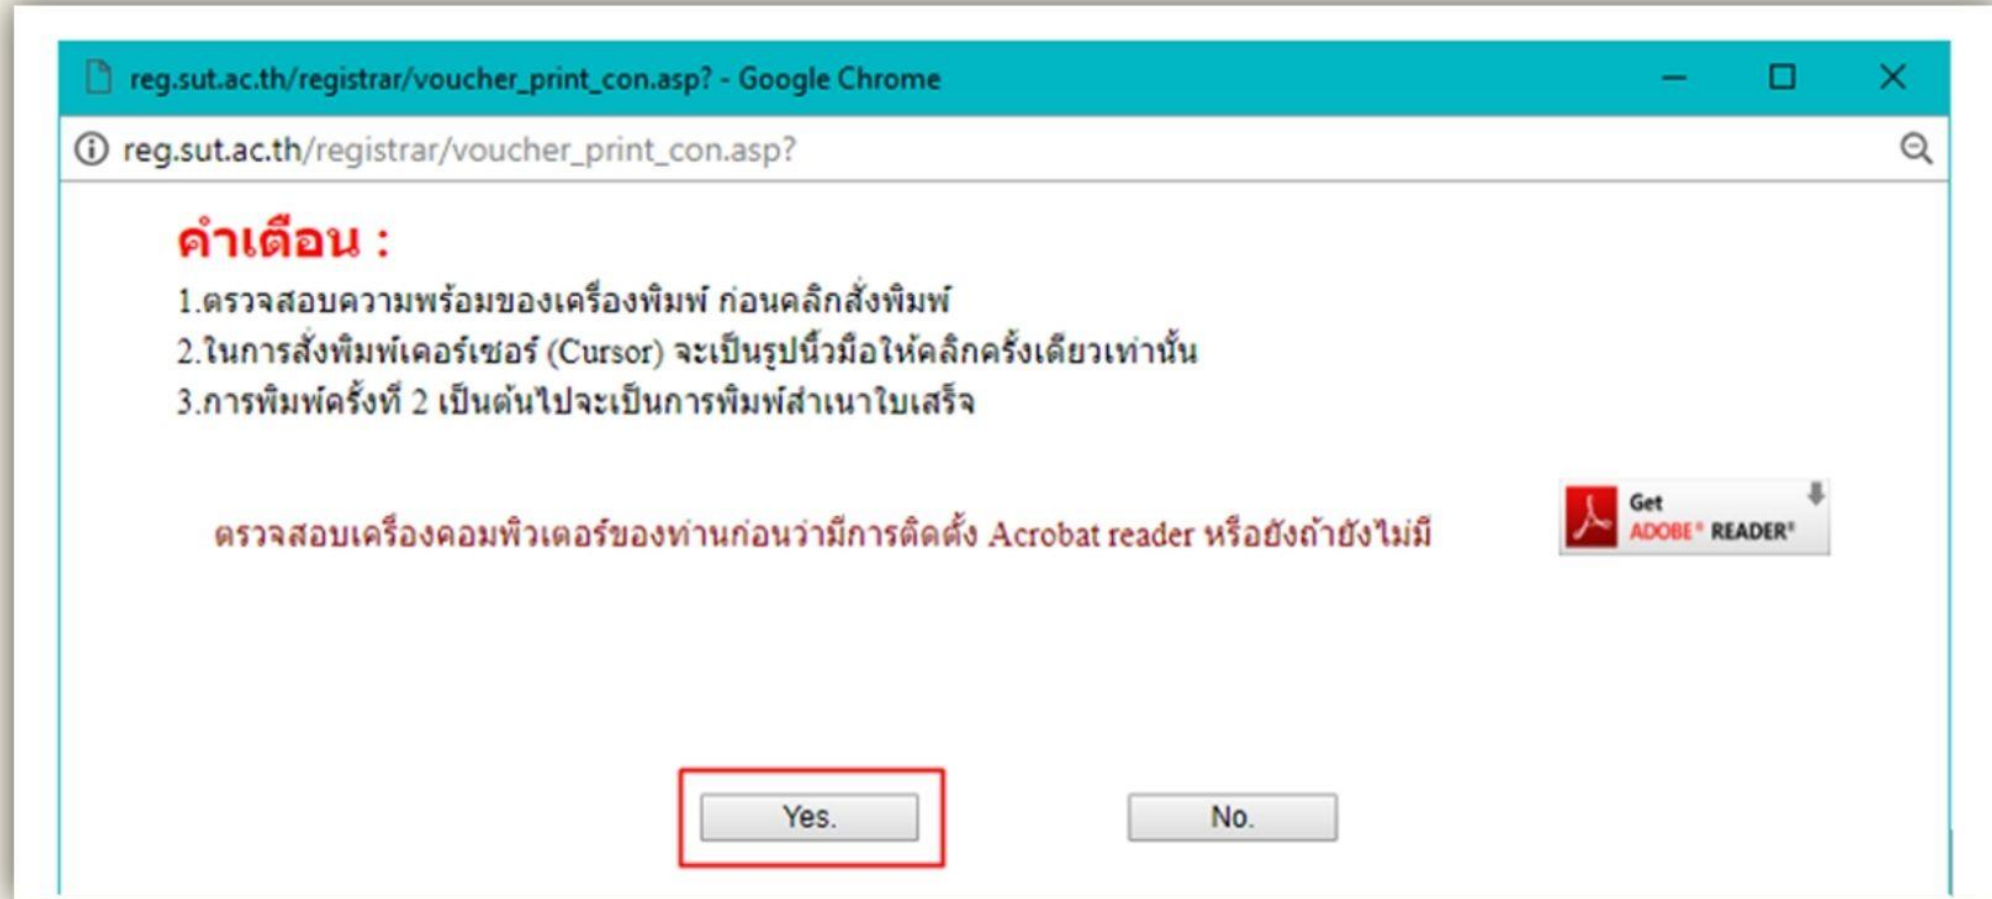 reg.sut.ac.th/registrar/voucher_print_con.asp? - Google Chrome
reg.sut.ac.th/registrar/voucher_print_con.asp?
คำเตือน :
1.ตรวจสอบความพร้อมของเครื่องพิมพ์ ก่อนคลิกสั่งพิมพ์
2.ในการสั่งพิมพ์เคอร์เซอร์ (Cursor) จะเป็นรูปนิ้วมือให้คลิกครั้งเดียวเท่านั้น
3.การพิมพ์ครั้งที่ 2 เป็นต้นไปจะเป็นการพิมพ์สำเนาใบเสร็จ
ตรวจสอบเครื่องคอมพิวเตอร์ของท่านก่อนว่ามีการติดตั้ง Acrobat reader หรือยังถ้ายังไม่มี
Get
ADOBE® READER®
Yes. No.